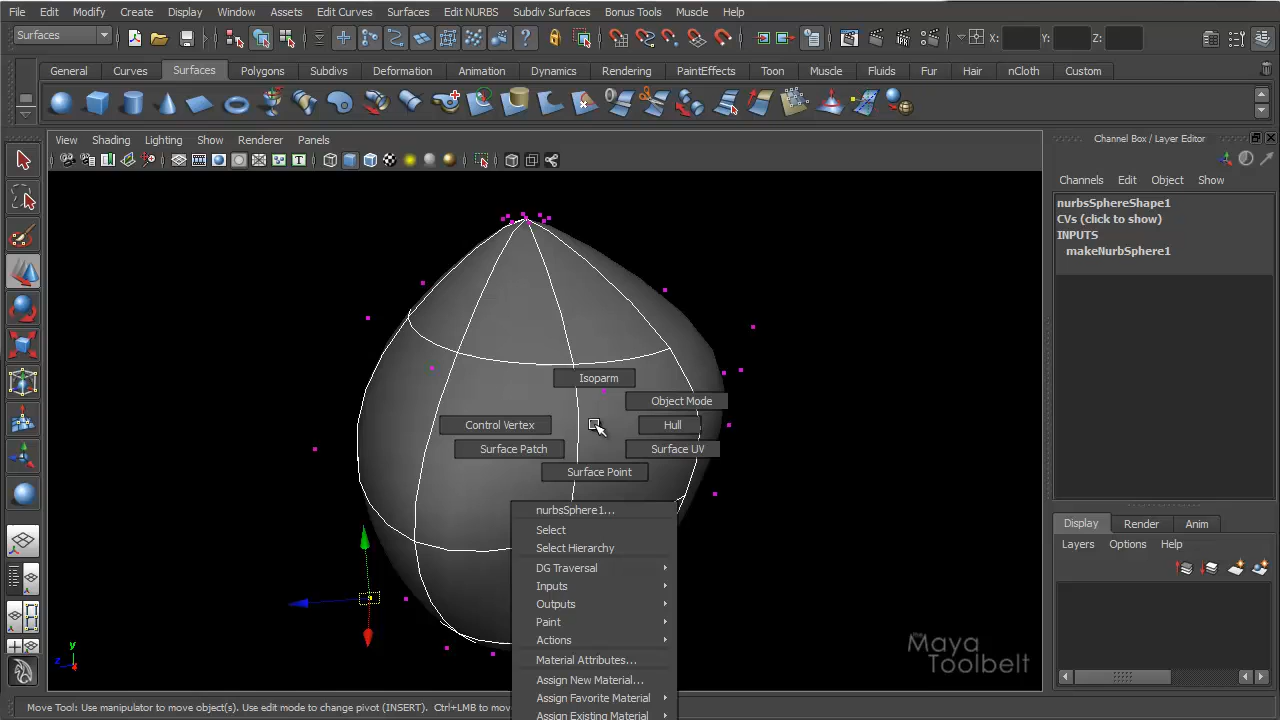 File Edit Modify Create Display Window Assets Edit Curves Surfaces Edit NURBS Subdiv Surfaces Bonus Tools Muscle Help
Surfaces X: Y: Z:
General Curves Surfaces Polygons Subdivs Deformation Animation Dynamics Rendering PaintEffects Toon Muscle Fluids Fur Hair nCloth Custom
View Shading Lighting Show Renderer Panels
Channel Box / Layer Editor
Channels Edit Object Show
nurbsSphereShape1
CVs (click to show)
INPUTS
makeNurbSphere1
Isoparm
Object Mode
Control Vertex Hull
Surface Patch Surface UV
Surface Point
nurbsSphere1...
Select
Select Hierarchy
DG Traversal
Inputs
Outputs
Paint
Actions
Material Attributes...
Assign New Material...
Assign Favorite Material
Assign Existing Material
Display Render Anim
Layers Options Help
y
z
the Maya
Toolbelt
Move Tool: Use manipulator to move object(s). Use edit mode to change pivot (INSERT). Ctrl+LMB to mov